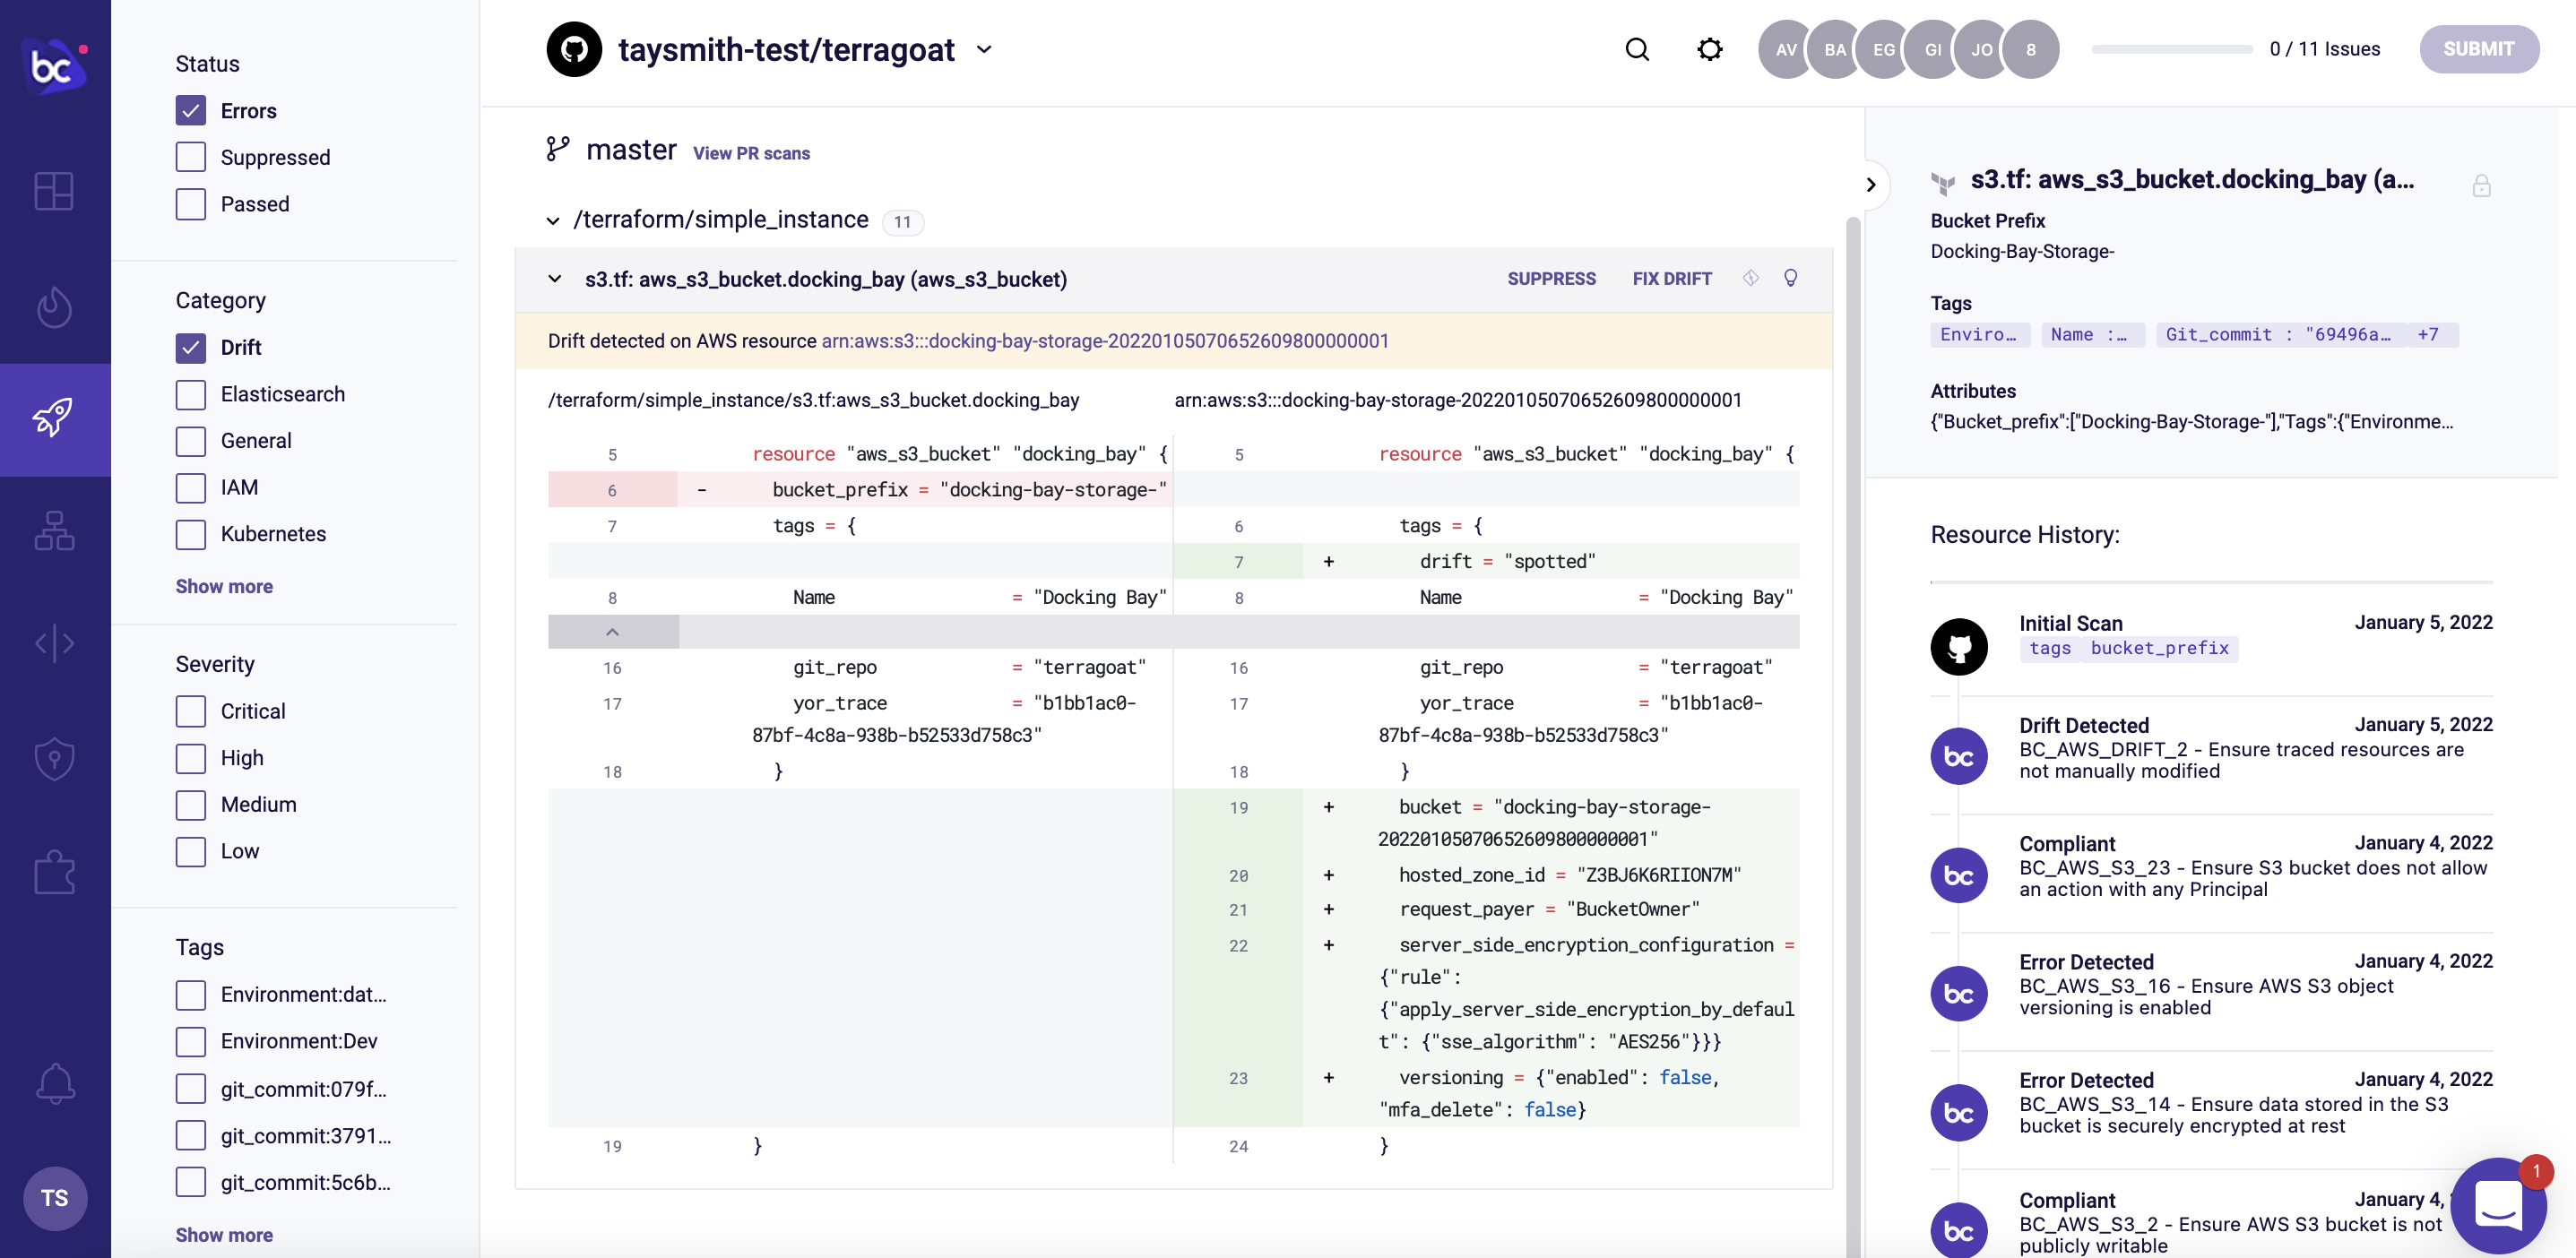 bc
TS
Status
Errors
Suppressed
Passed
Category
Drift
Elasticsearch
General
IAM
Kubernetes
Show more
Severity
Critical
High
Medium
Low
Tags
Environment:dat...
Environment:Dev
git_commit:079f...
git_commit:3791...
git_commit:5c6b...
Show more
taysmith-test/terragoat
AV BA EG GI JO 8
0 / 11 Issues
SUBMIT
master View PR scans
/terraform/simple_instance 11
s3.tf: aws_s3_bucket.docking_bay (aws_s3_bucket) SUPPRESS FIX DRIFT
Drift detected on AWS resource arn:aws:s3:::docking-bay-storage-20220105070652609800000001
/terraform/simple_instance/s3.tf:aws_s3_bucket.docking_bay
5 resource "aws_s3_bucket" "docking_bay" {
6 - bucket_prefix = "docking-bay-storage-"
7 tags = {
8 Name = "Docking Bay"
16 git_repo = "terragoat"
17 yor_trace = "b1bb1ac0-
87bf-4c8a-938b-b52533d758c3"
18 }
19 }
arn:aws:s3:::docking-bay-storage-20220105070652609800000001
5 resource "aws_s3_bucket" "docking_bay" {
6 tags = {
7 + drift = "spotted"
8 Name = "Docking Bay"
16 git_repo = "terragoat"
17 yor_trace = "b1bb1ac0-
87bf-4c8a-938b-b52533d758c3"
18 }
19 + bucket = "docking-bay-storage-
20220105070652609800000001"
20 + hosted_zone_id = "Z3BJ6K6RIION7M"
21 + request_payer = "BucketOwner"
22 + server_side_encryption_configuration =
{"rule":
{"apply_server_side_encryption_by_defaul
t": {"sse_algorithm": "AES256"}}}
23 + versioning = {"enabled": false,
"mfa_delete": false}
24 }
s3.tf: aws_s3_bucket.docking_bay (a...
Bucket Prefix
Docking-Bay-Storage-
Tags
Enviro... Name :... Git_commit : "69496a... +7
Attributes
{"Bucket_prefix":["Docking-Bay-Storage-"],"Tags":{"Environme...
Resource History:
Initial Scan January 5, 2022
tags bucket_prefix
bc
Drift Detected January 5, 2022
BC_AWS_DRIFT_2 - Ensure traced resources are
not manually modified
bc
Compliant January 4, 2022
BC_AWS_S3_23 - Ensure S3 bucket does not allow
an action with any Principal
bc
Error Detected January 4, 2022
BC_AWS_S3_16 - Ensure AWS S3 object
versioning is enabled
bc
Error Detected January 4, 2022
BC_AWS_S3_14 - Ensure data stored in the S3
bucket is securely encrypted at rest
bc
Compliant January 4,
BC_AWS_S3_2 - Ensure AWS S3 bucket is not
publicly writable
1